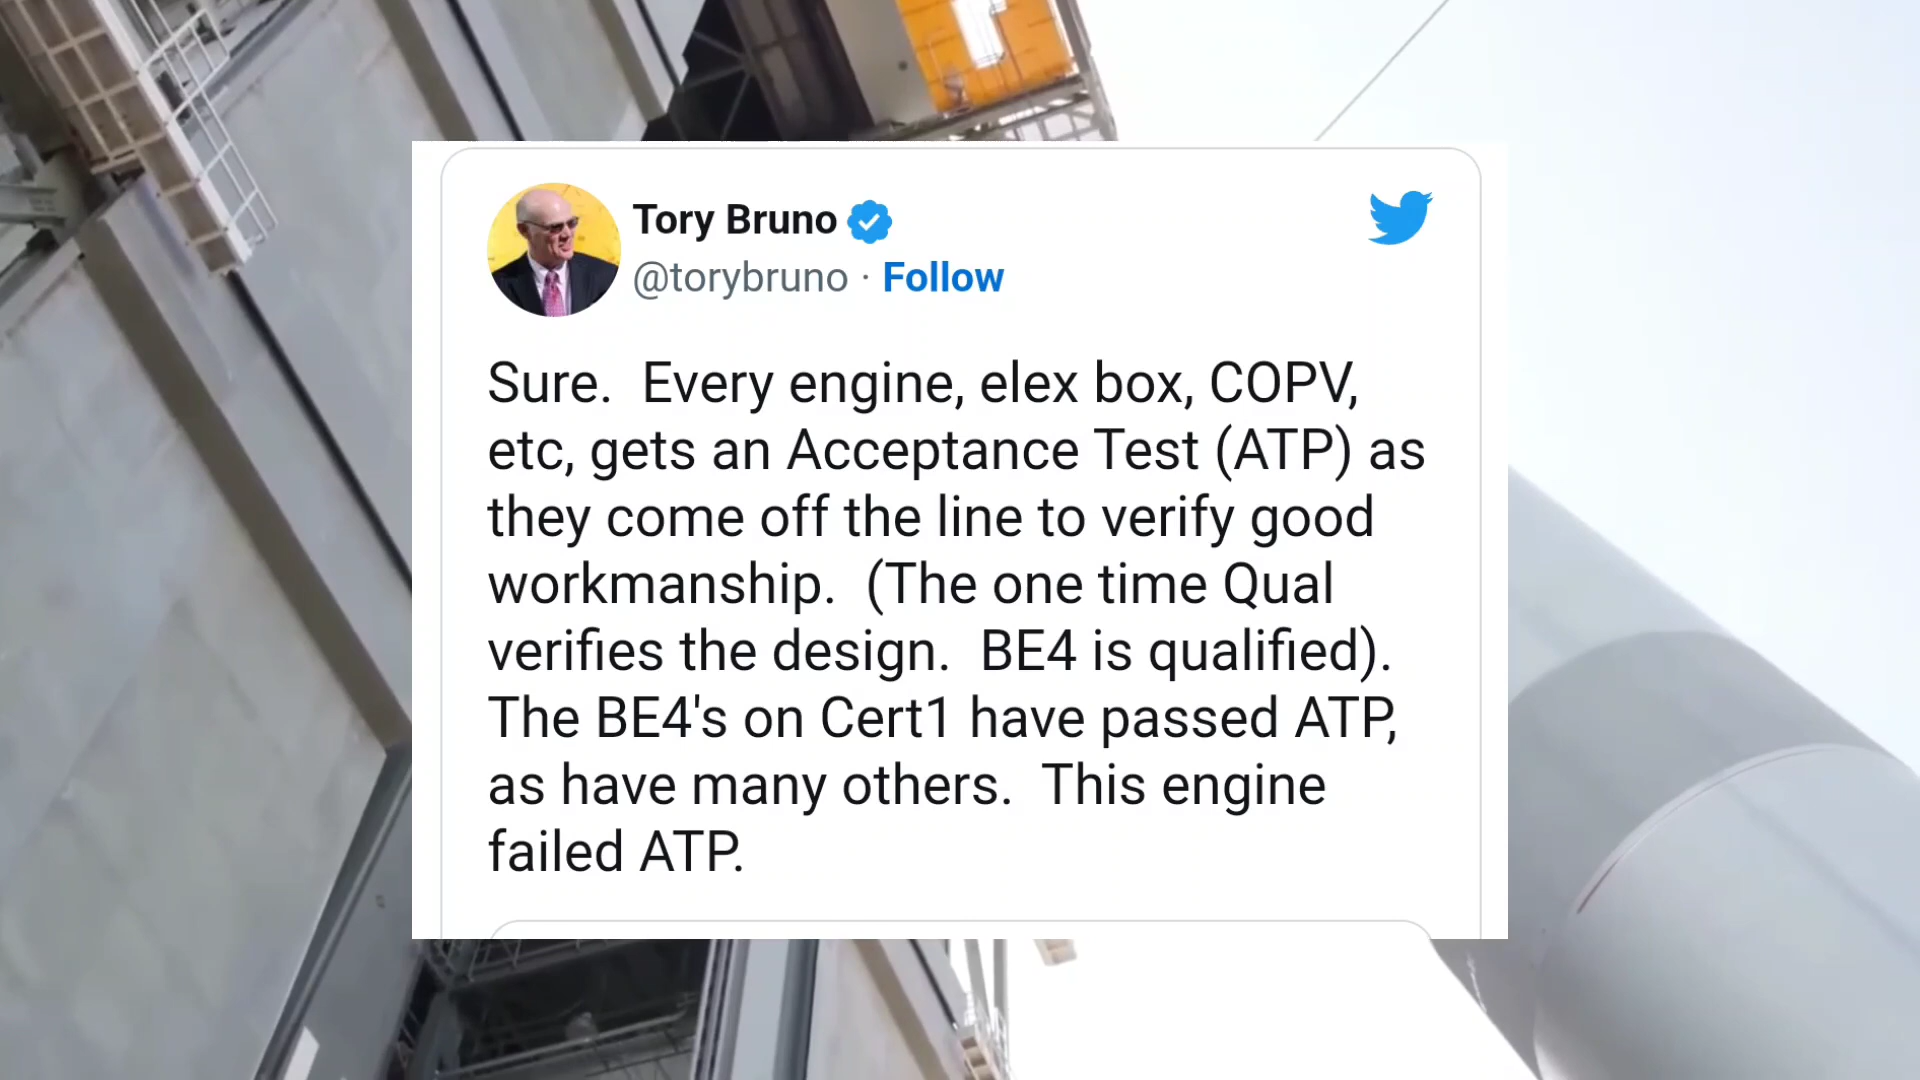 Tory Bruno
@torybruno · Follow
Sure.  Every engine, elex box, COPV,
etc, gets an Acceptance Test (ATP) as
they come off the line to verify good
workmanship.  (The one time Qual
verifies the design.  BE4 is qualified).
The BE4's on Cert1 have passed ATP,
as have many others.  This engine
failed ATP.